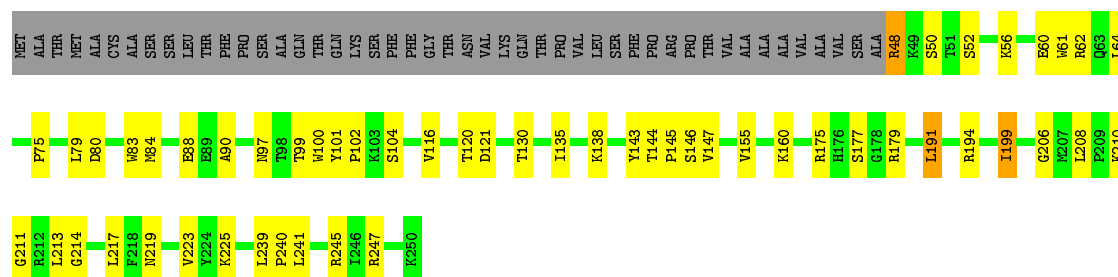 MET ALA THR MET ALA CYS ALA SER SER LEU THR PHE PRO SER ALA GLN THR GLN LYS SER PHE PHE GLY THR ASN VAL LYS GLN THR PRO VAL LEU SER PHE PRO ARG PRO THR VAL ALA ALA ALA VAL ALA VAL SER ALA R48 K49 S50 T51 S52 K56 E60 W61 R62 Q63
P75 L79 D80 W83 M84 E88 E89 A90 N97 T98 T99 W100 Y101 P102 K103 S104 V116 T120 D121 T130 I135 K138 Y143 T144 P145 S146 V147 V155 K160 R175 H176 S177 G178 R179 L191 R194 I199 G206 M207 L208 P209 K210
G211 R212 L213 G214 L217 F218 N219 V223 Y224 K225 L239 P240 L241 R245 I246 R247 K250